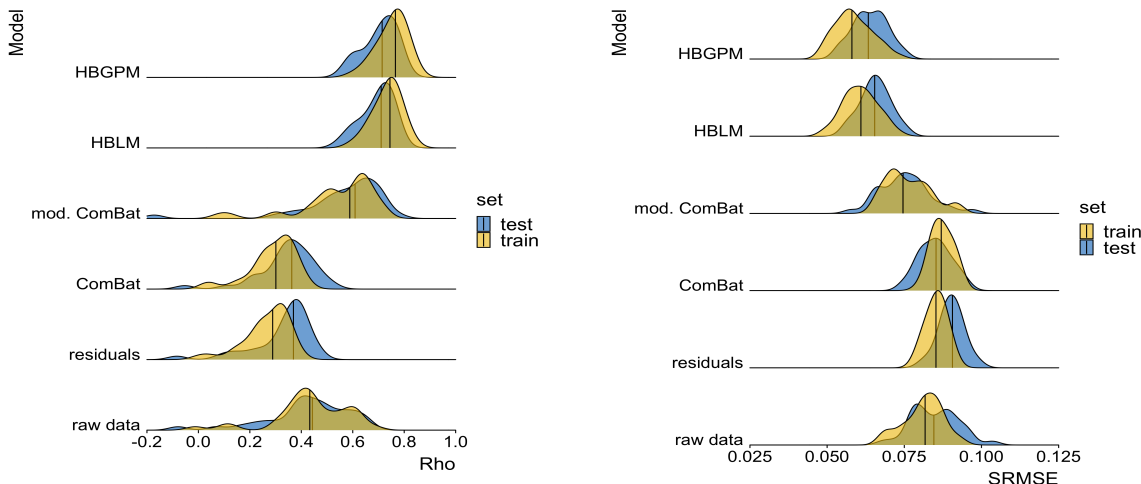 Model
HBGPM
HBLM
mod. ComBat
ComBat
residuals
raw data
-0.2 0.0 0.2 0.4 0.6 0.8 1.0
Rho
set
test
train
Model
HBGPM
HBLM
mod. ComBat
ComBat
residuals
raw data
0.025 0.050 0.075 0.100 0.125
SRMSE
set
train
test